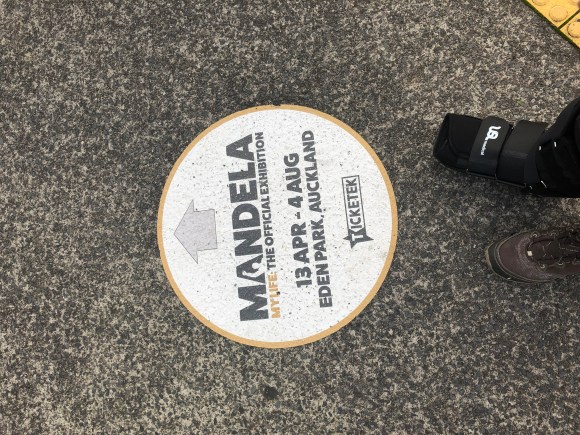 MANDELA
MY LIFE: THE OFFICIAL EXHIBITION
13 APR - 4 AUG
EDEN PARK, AUCKLAND
TICKETEK